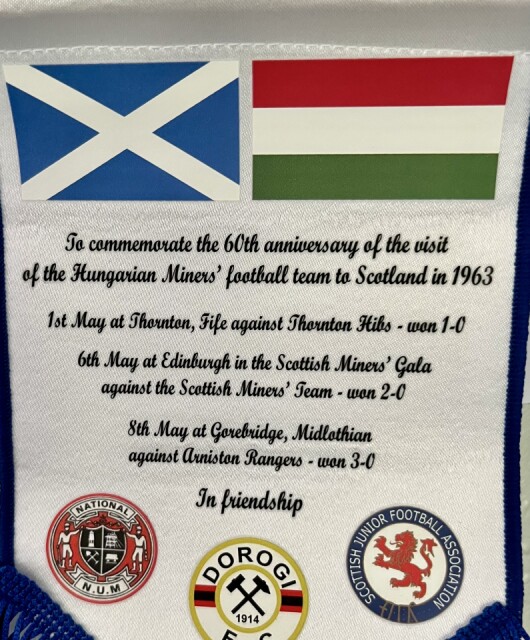 To commemorate the 60th anniversary of the visit
of the Hungarian Miners' football team to Scotland in 1963
1st May at Thornton, Fife against Thornton Hibs - won 1-0
6th May at Edinburgh in the Scottish Miners' Gala
against the Scottish Miners' Team - won 2-0
8th May at Gorebridge, Midlothian
against Arniston Rangers - won 3-0
In friendship
NATIONAL
N.U.M
DOROGI
1914
F.C
SCOTTISH JUNIOR FOOTBALL ASSOCIATION